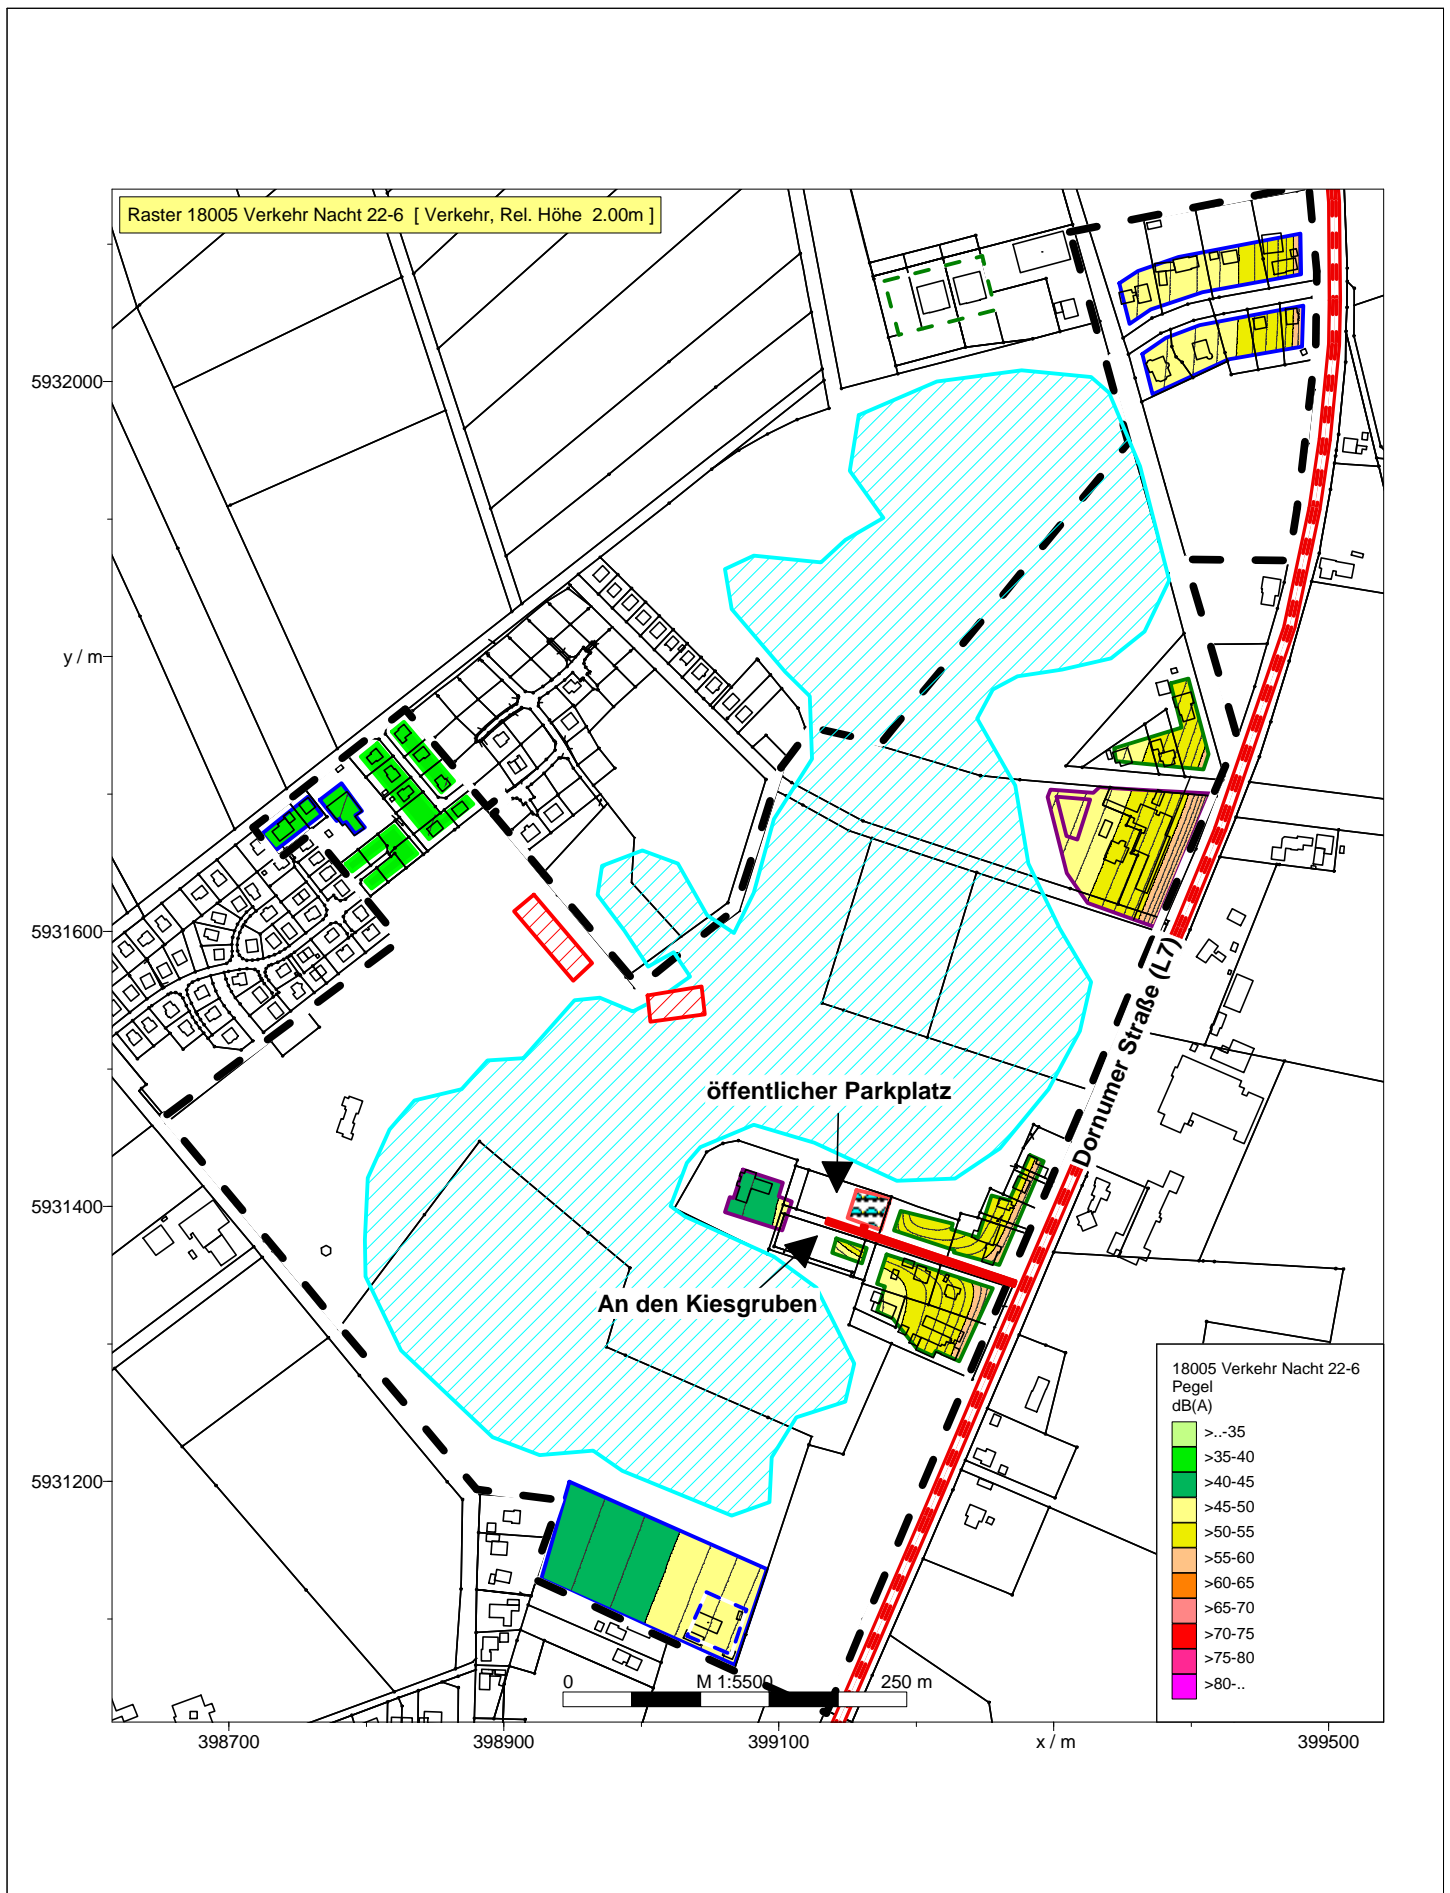 Raster 18005 Verkehr Nacht 22-6 [ Verkehr, Rel. Höhe 2.00m ]
5932000
y / m
5931600
5931400
5931200
Dornumer Straße (L7)
öffentlicher Parkplatz
An den Kiesgruben
18005 Verkehr Nacht 22-6
Pegel
dB(A)
>..-35
>35-40
>40-45
>45-50
>50-55
>55-60
>60-65
>65-70
>70-75
>75-80
>80-..
0 M 1:5500 250 m
398700 398900 399100 x / m 399500